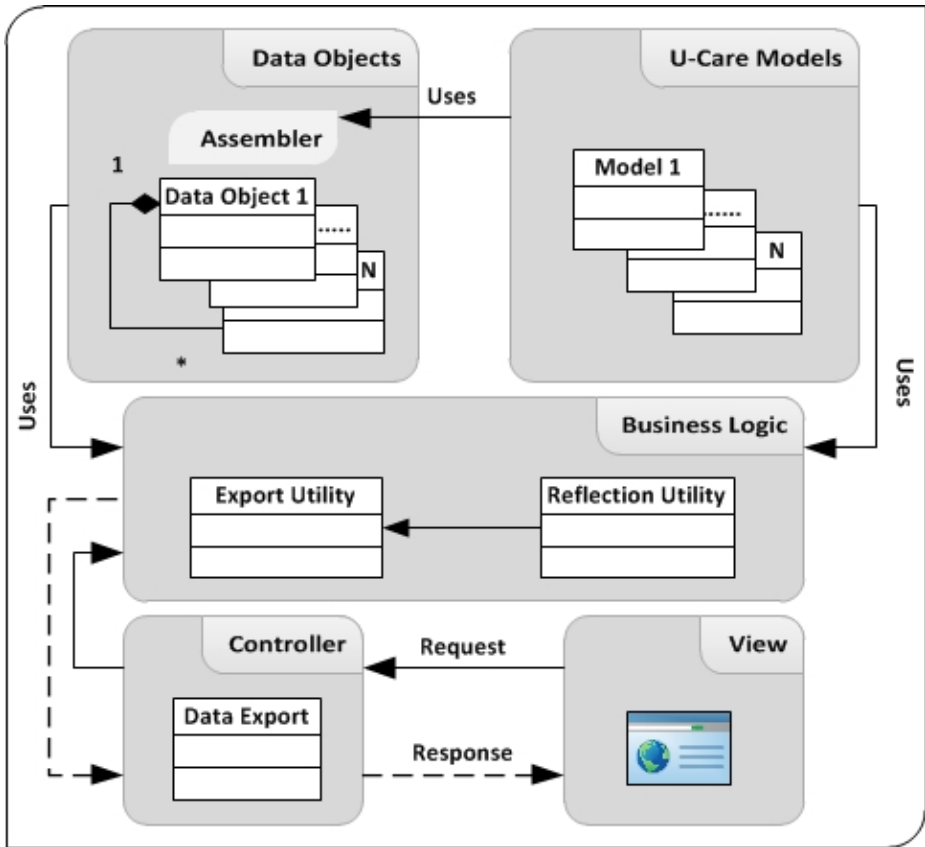 Data Objects
U-Care Models
Uses
Assembler
1
Data Object 1
.....
N
*
Model 1
......
N
Uses
Uses
Business Logic
Export Utility
Reflection Utility
Controller
Request
View
Data Export
Response